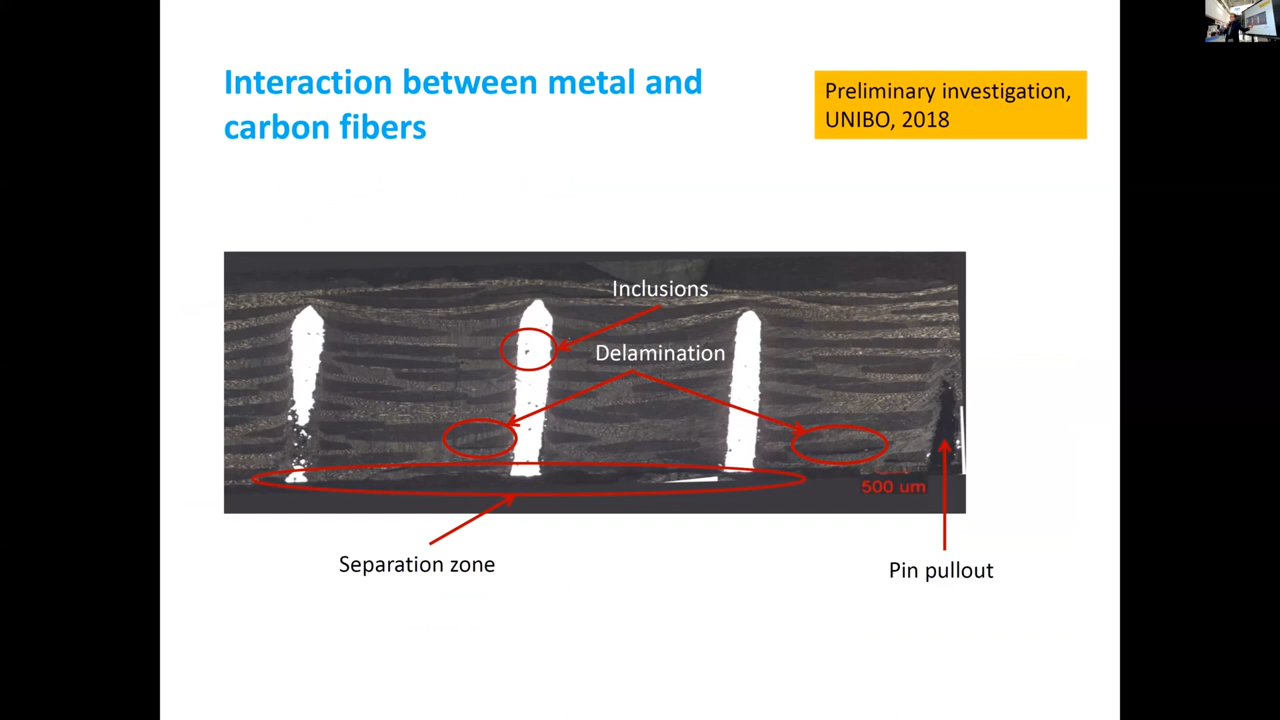 Interaction between metal and
carbon fibers
Preliminary investigation,
UNIBO, 2018
Inclusions
Delamination
500 um
Separation zone
Pin pullout